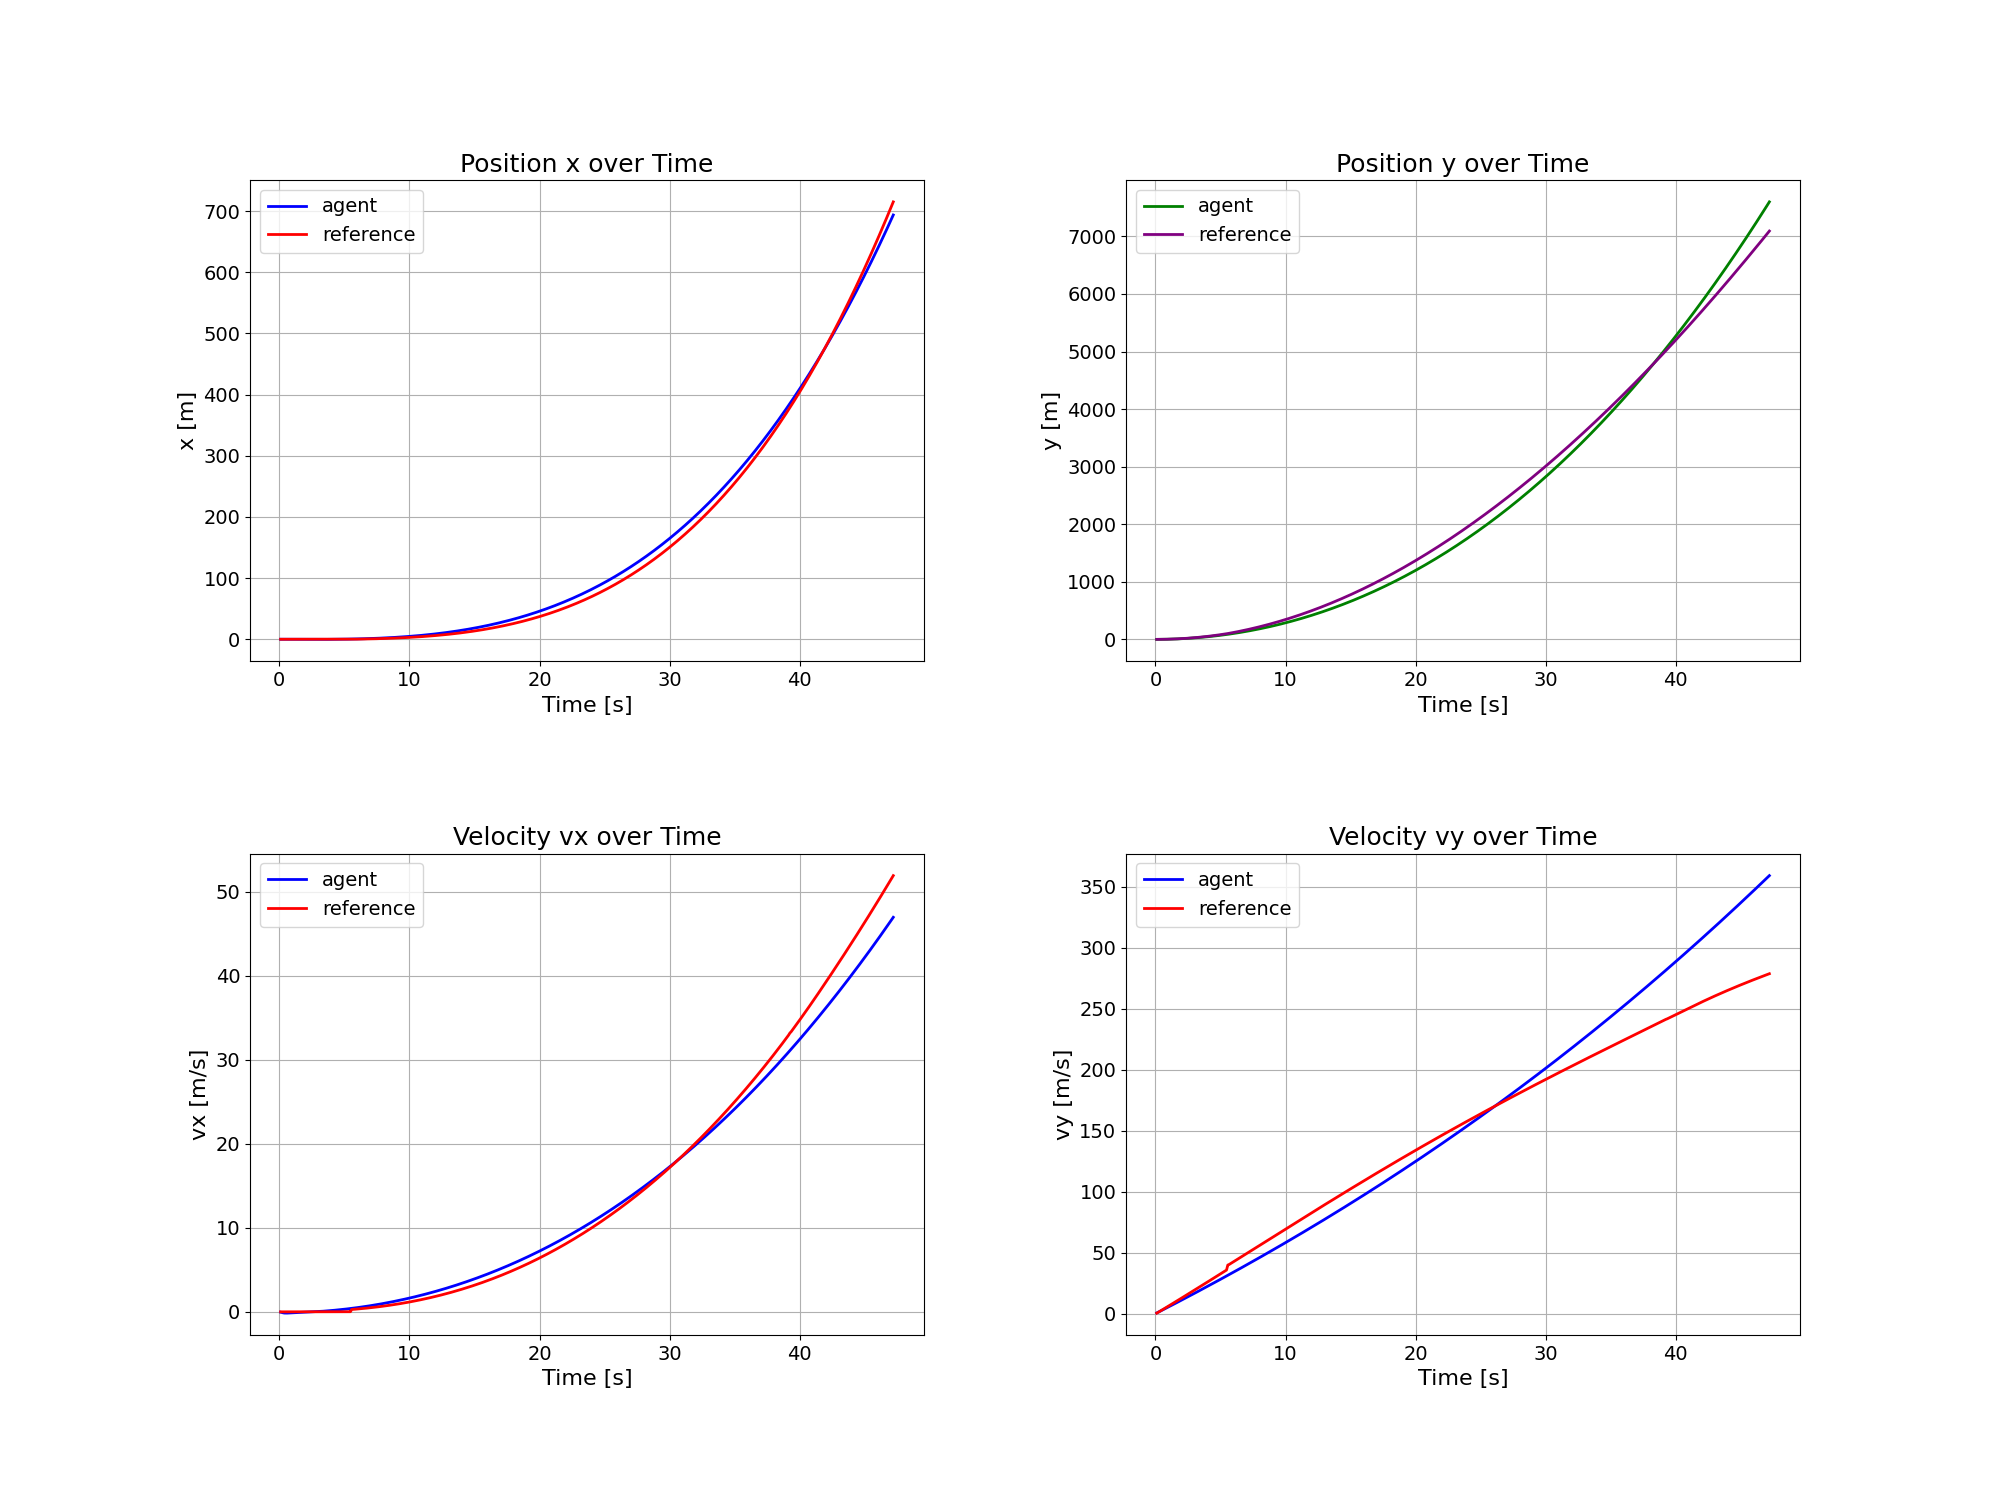 Position x over Time
agent
reference
700
600
500
400
300
200
100
0
x [m]
0 10 20 30 40
Time [s]
Position y over Time
agent
reference
7000
6000
5000
4000
3000
2000
1000
0
y [m]
0 10 20 30 40
Time [s]
Velocity vx over Time
agent
reference
50
40
30
20
10
0
vx [m/s]
0 10 20 30 40
Time [s]
Velocity vy over Time
agent
reference
350
300
250
200
150
100
50
0
vy [m/s]
0 10 20 30 40
Time [s]